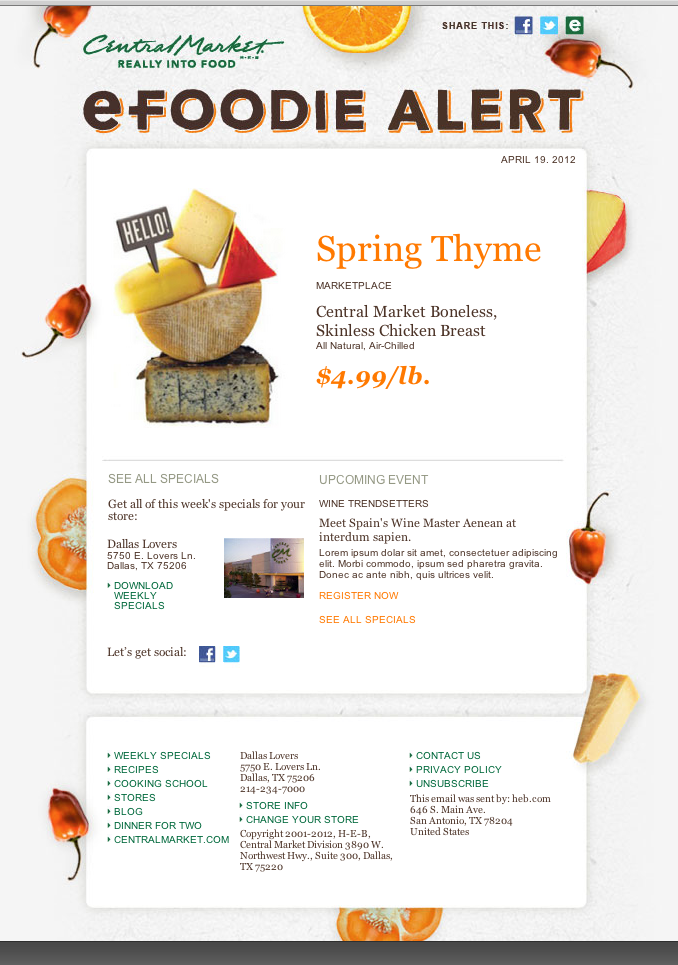 SHARE THIS:
Central Market
H-E-B
REALLY INTO FOOD
eFOODIE ALERT
APRIL 19. 2012
HELLO!
Spring Thyme
MARKETPLACE
Central Market Boneless,
Skinless Chicken Breast
All Natural, Air-Chilled
$4.99/lb.
SEE ALL SPECIALS
Get all of this week's specials for your
store:
Dallas Lovers
5750 E. Lovers Ln.
Dallas, TX 75206
DOWNLOAD
WEEKLY
SPECIALS
UPCOMING EVENT
WINE TRENDSETTERS
Meet Spain's Wine Master Aenean at
interdum sapien.
Lorem ipsum dolar sit amet, consectetuer adipiscing
elit. Morbi commodo, ipsum sed pharetra gravita.
Donec ac ante nibh, quis ultrices velit.
REGISTER NOW
SEE ALL SPECIALS
Let's get social:
WEEKLY SPECIALS
RECIPES
COOKING SCHOOL
STORES
BLOG
DINNER FOR TWO
CENTRALMARKET.COM
Dallas Lovers
5750 E. Lovers Ln.
Dallas, TX 75206
214-234-7000
STORE INFO
CHANGE YOUR STORE
Copyright 2001-2012, H-E-B,
Central Market Division 3890 W.
Northwest Hwy., Suite 300, Dallas,
TX 75220
CONTACT US
PRIVACY POLICY
UNSUBSCRIBE
This email was sent by: heb.com
646 S. Main Ave.
San Antonio, TX 78204
United States